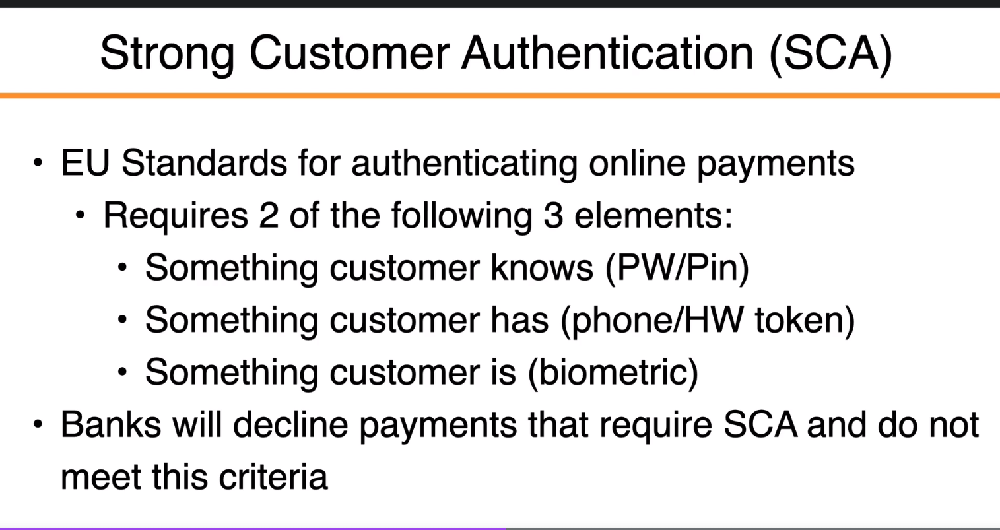 Strong Customer Authentication (SCA)
• EU Standards for authenticating online payments
• Requires 2 of the following 3 elements:
• Something customer knows (PW/Pin)
• Something customer has (phone/HW token)
• Something customer is (biometric)
• Banks will decline payments that require SCA and do not
meet this criteria